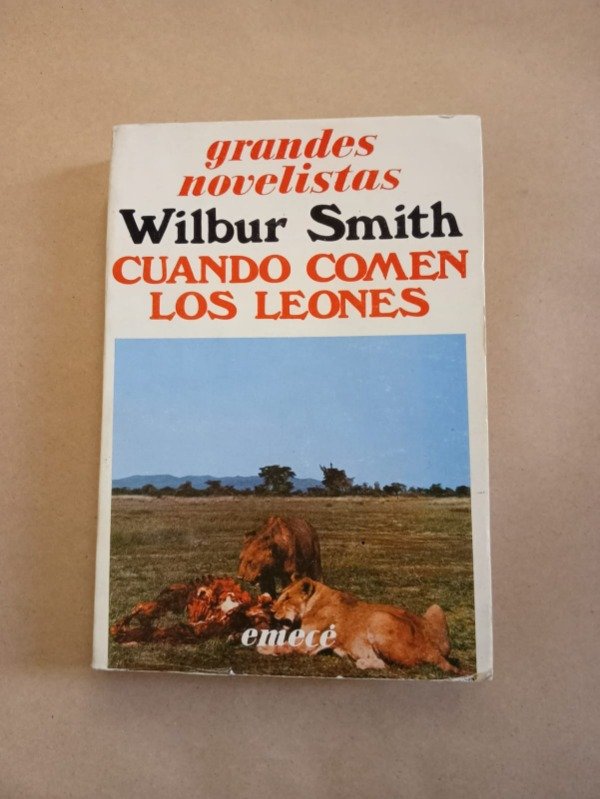 grandes
novelistas
Wilbur Smith
CUANDO COMEN
LOS LEONES
emecé